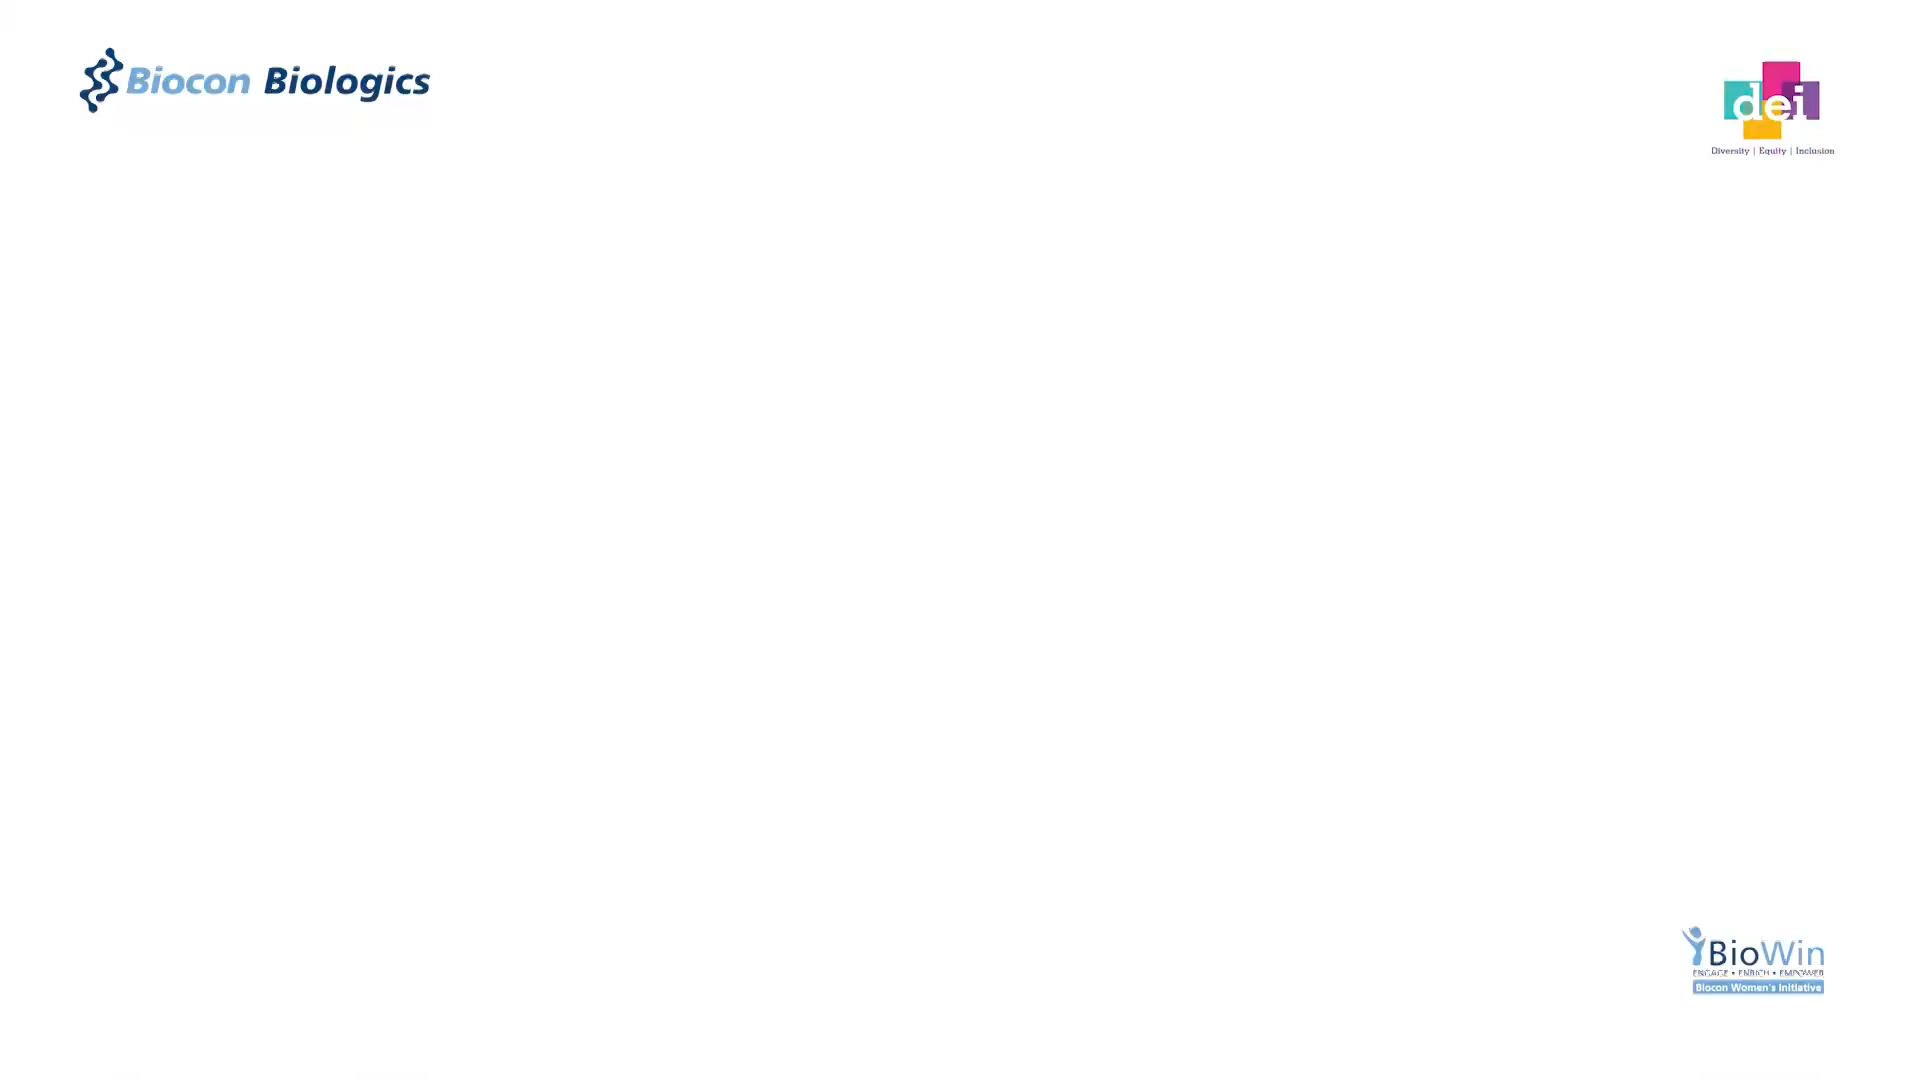 Biocon Biologics
dei
Diversity | Equity | Inclusion
BioWin
ENGAGE • ENRICH • EMPOWER
Biocon Women's Initiative